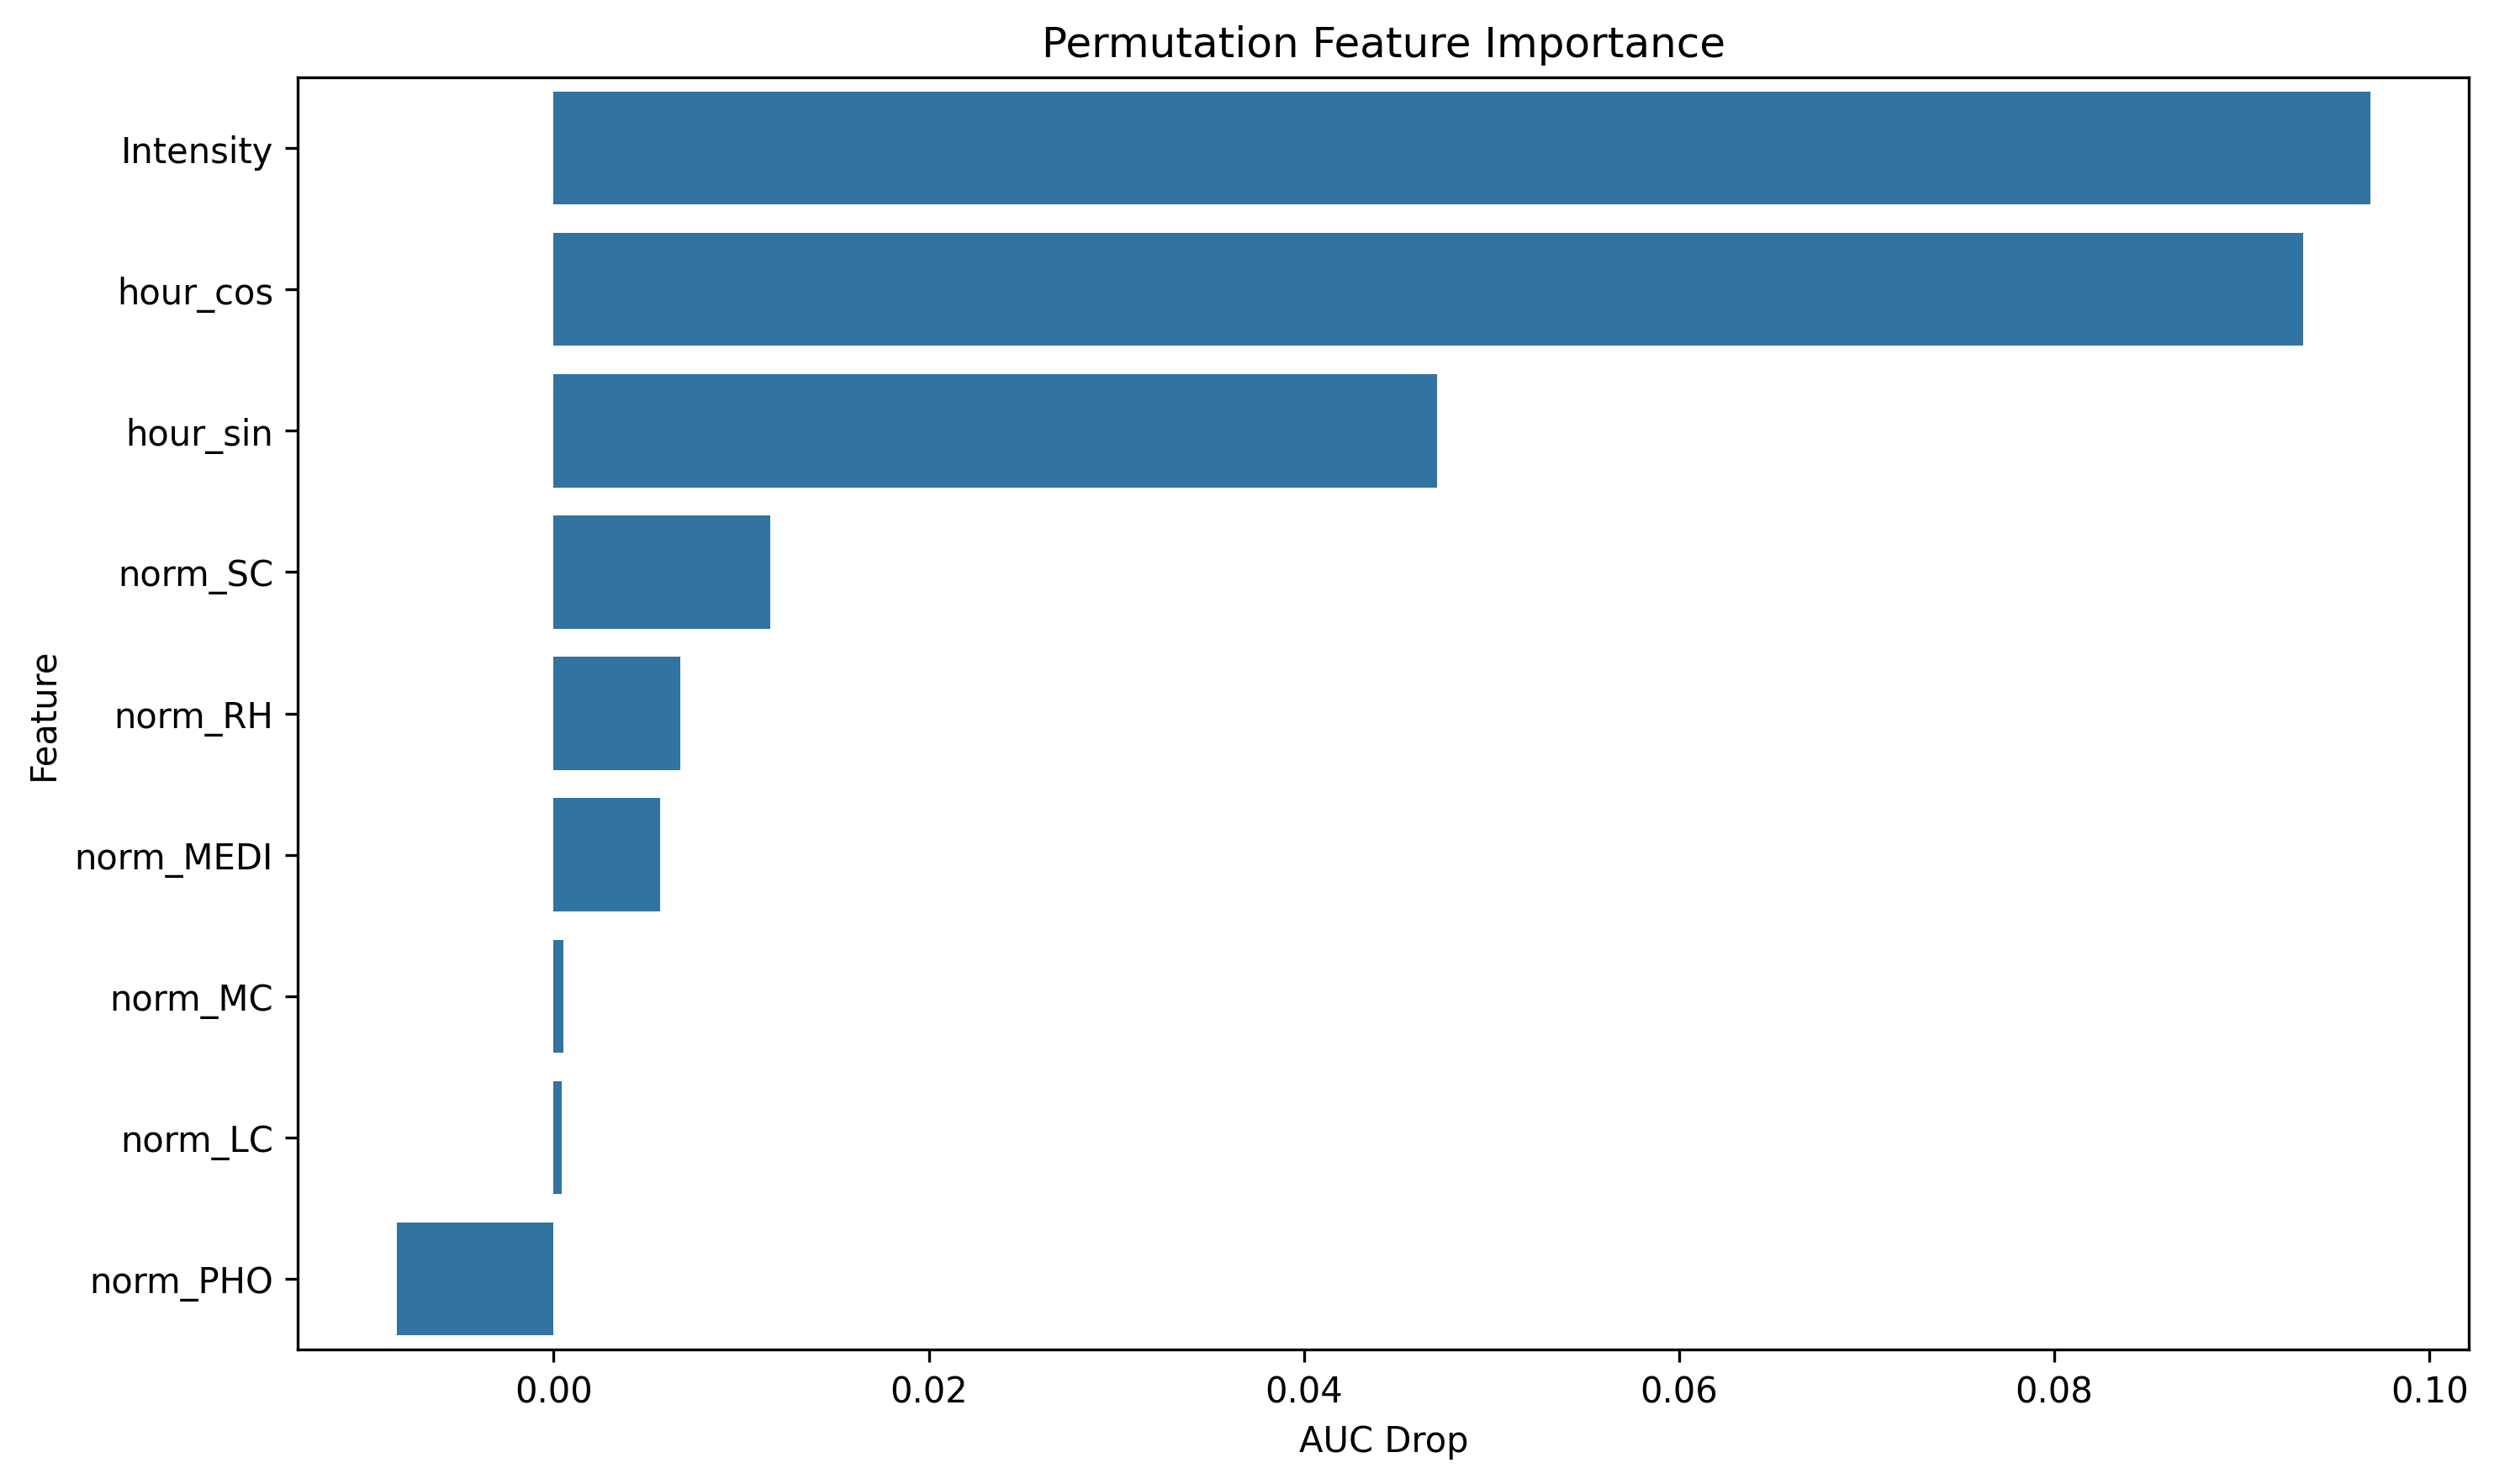 Permutation Feature Importance
Intensity
hour_cos
hour_sin
norm_SC
norm_RH
norm_MEDI
norm_MC
norm_LC
norm_PHO
Feature
0.00 0.02 0.04 0.06 0.08 0.10
AUC Drop